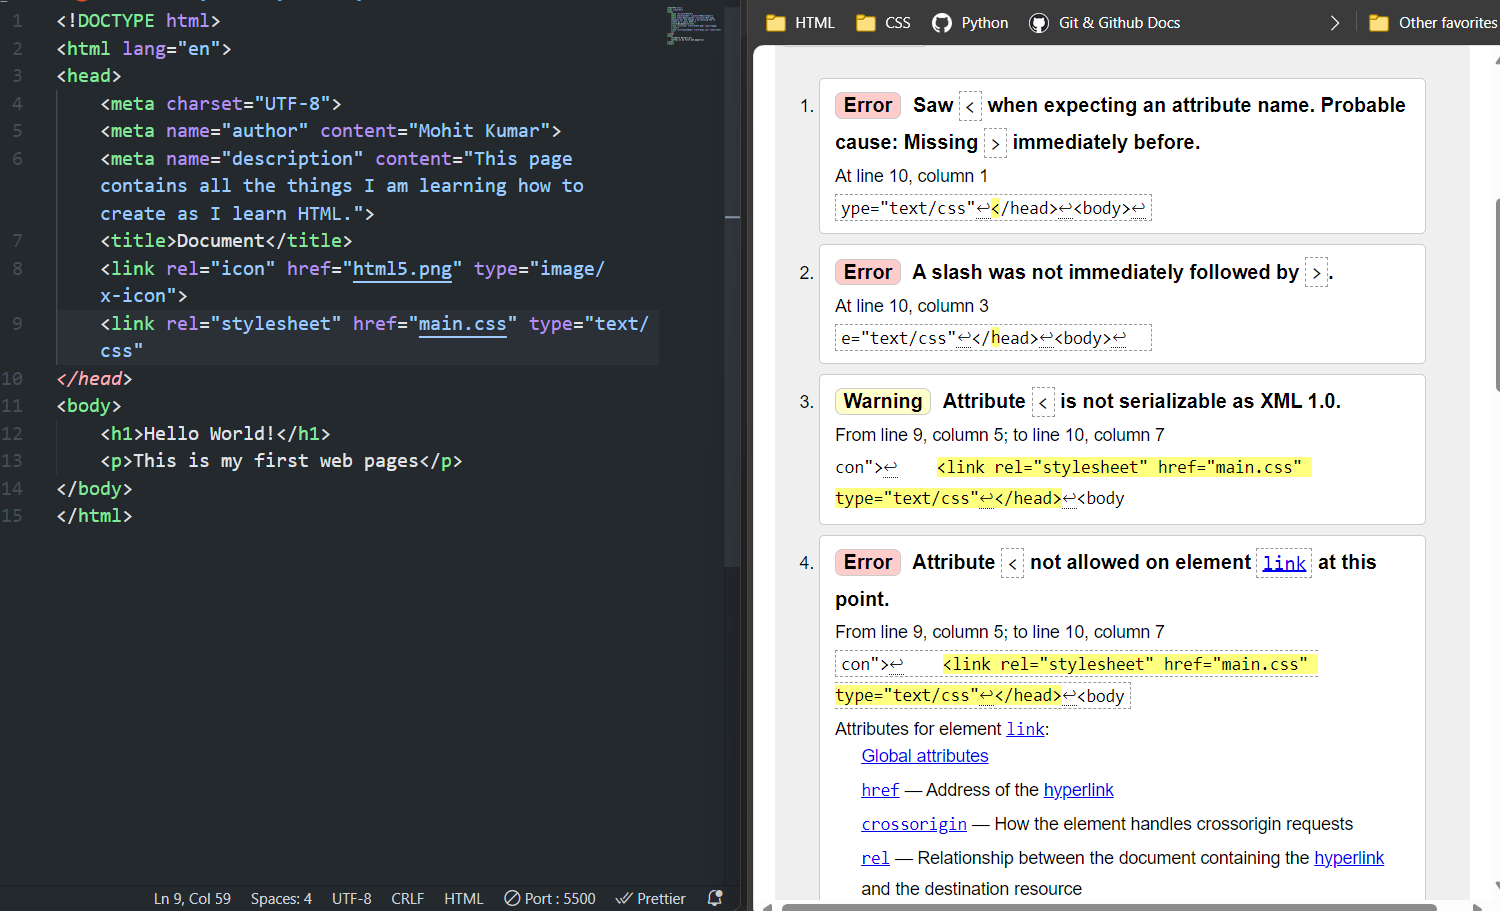 1 <!DOCTYPE html>
2 <html lang="en">
3 <head>
4 <meta charset="UTF-8">
5 <meta name="author" content="Mohit Kumar">
6 <meta name="description" content="This page
contains all the things I am learning how to
create as I learn HTML.">
7 <title>Document</title>
8 <link rel="icon" href="html5.png" type="image/
x-icon">
9 <link rel="stylesheet" href="main.css" type="text/
css"
10 </head>
11 <body>
12 <h1>Hello World!</h1>
13 <p>This is my first web pages</p>
14 </body>
15 </html>
Ln 9, Col 59 Spaces: 4 UTF-8 CRLF HTML Port : 5500 Prettier
HTML CSS Python Git & Github Docs Other favorites
1. Error Saw < when expecting an attribute name. Probable
cause: Missing > immediately before.
At line 10, column 1
ype="text/css"↩</head>↩<body>↩
2. Error A slash was not immediately followed by >.
At line 10, column 3
e="text/css"↩</head>↩<body>↩
3. Warning Attribute < is not serializable as XML 1.0.
From line 9, column 5; to line 10, column 7
con">↩ <link rel="stylesheet" href="main.css"
type="text/css"↩</head>↩<body
4. Error Attribute < not allowed on element link at this
point.
From line 9, column 5; to line 10, column 7
con">↩ <link rel="stylesheet" href="main.css"
type="text/css"↩</head>↩<body
Attributes for element link:
Global attributes
href — Address of the hyperlink
crossorigin — How the element handles crossorigin requests
rel — Relationship between the document containing the hyperlink
and the destination resource